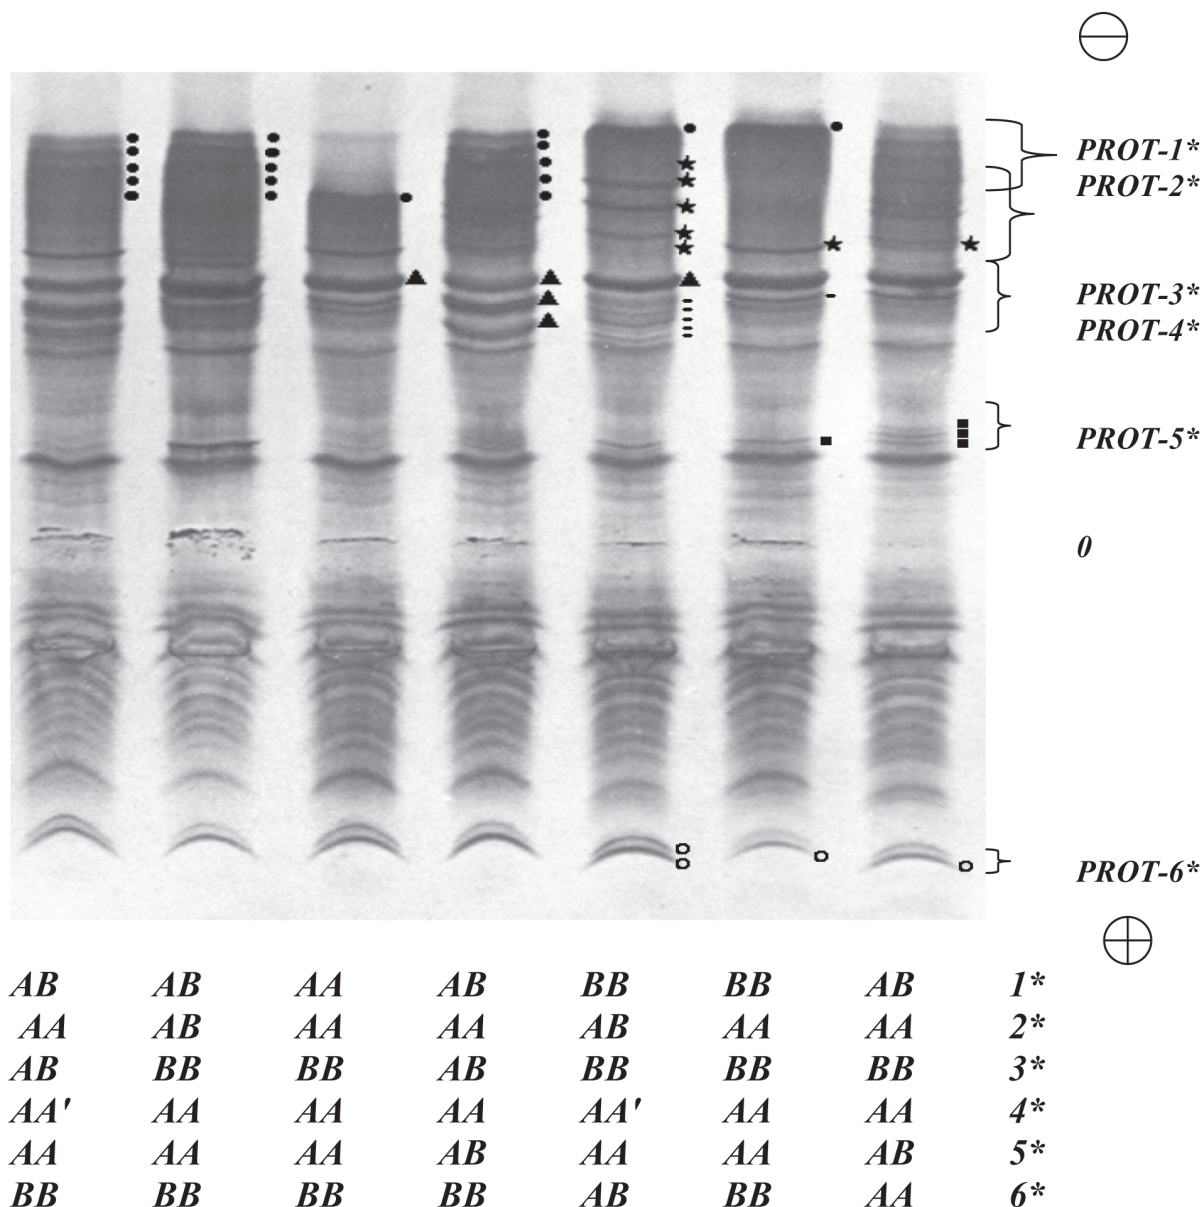 PROT-1*
PROT-2*
PROT-3*
PROT-4*
PROT-5*
0
PROT-6*
AB AB AA AB BB BB AB 1*
AA AB AA AA AB AA AA 2*
AB BB BB AB BB BB BB 3*
AA' AA AA AA AA' AA AA 4*
AA AA AA AB AA AA AB 5*
BB BB BB BB AB BB AA 6*